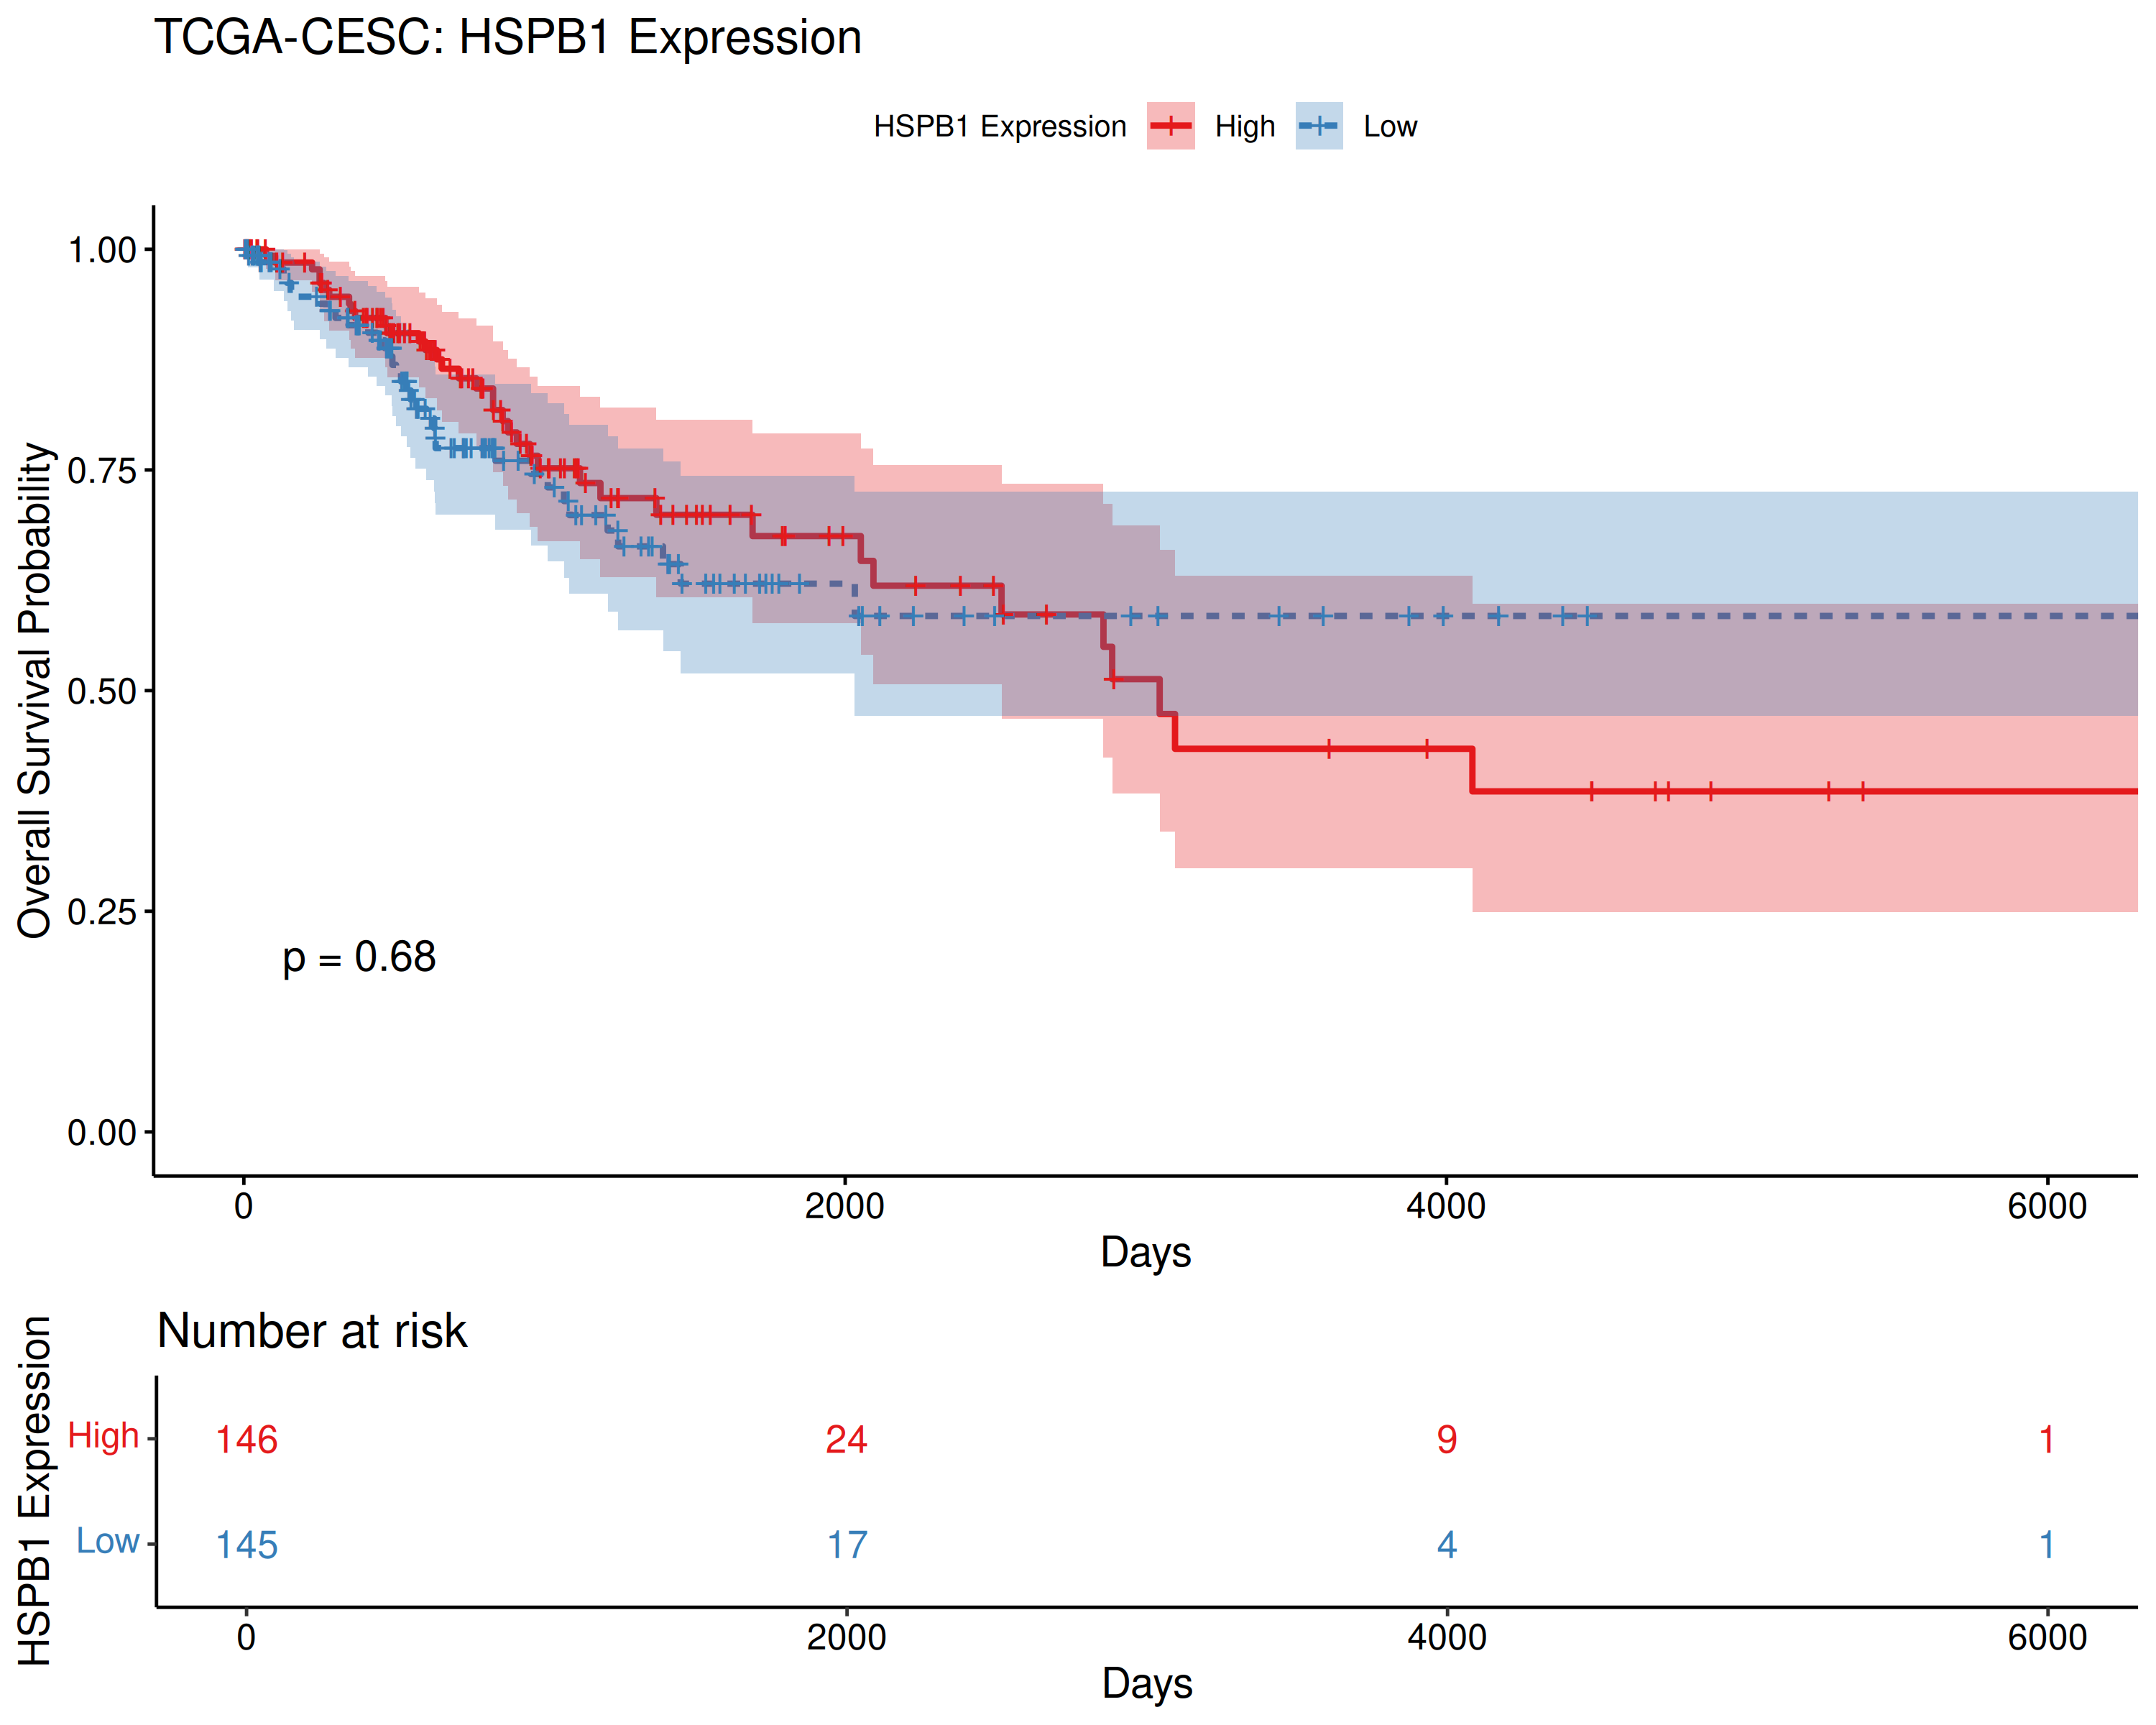 TCGA-CESC: HSPB1 Expression
HSPB1 Expression High Low
Overall Survival Probability
1.00
0.75
0.50
0.25
0.00
p = 0.68
0 2000 4000 6000
Days
Number at risk
HSPB1 Expression
High 146 24 9 1
Low 145 17 4 1
0 2000 4000 6000
Days